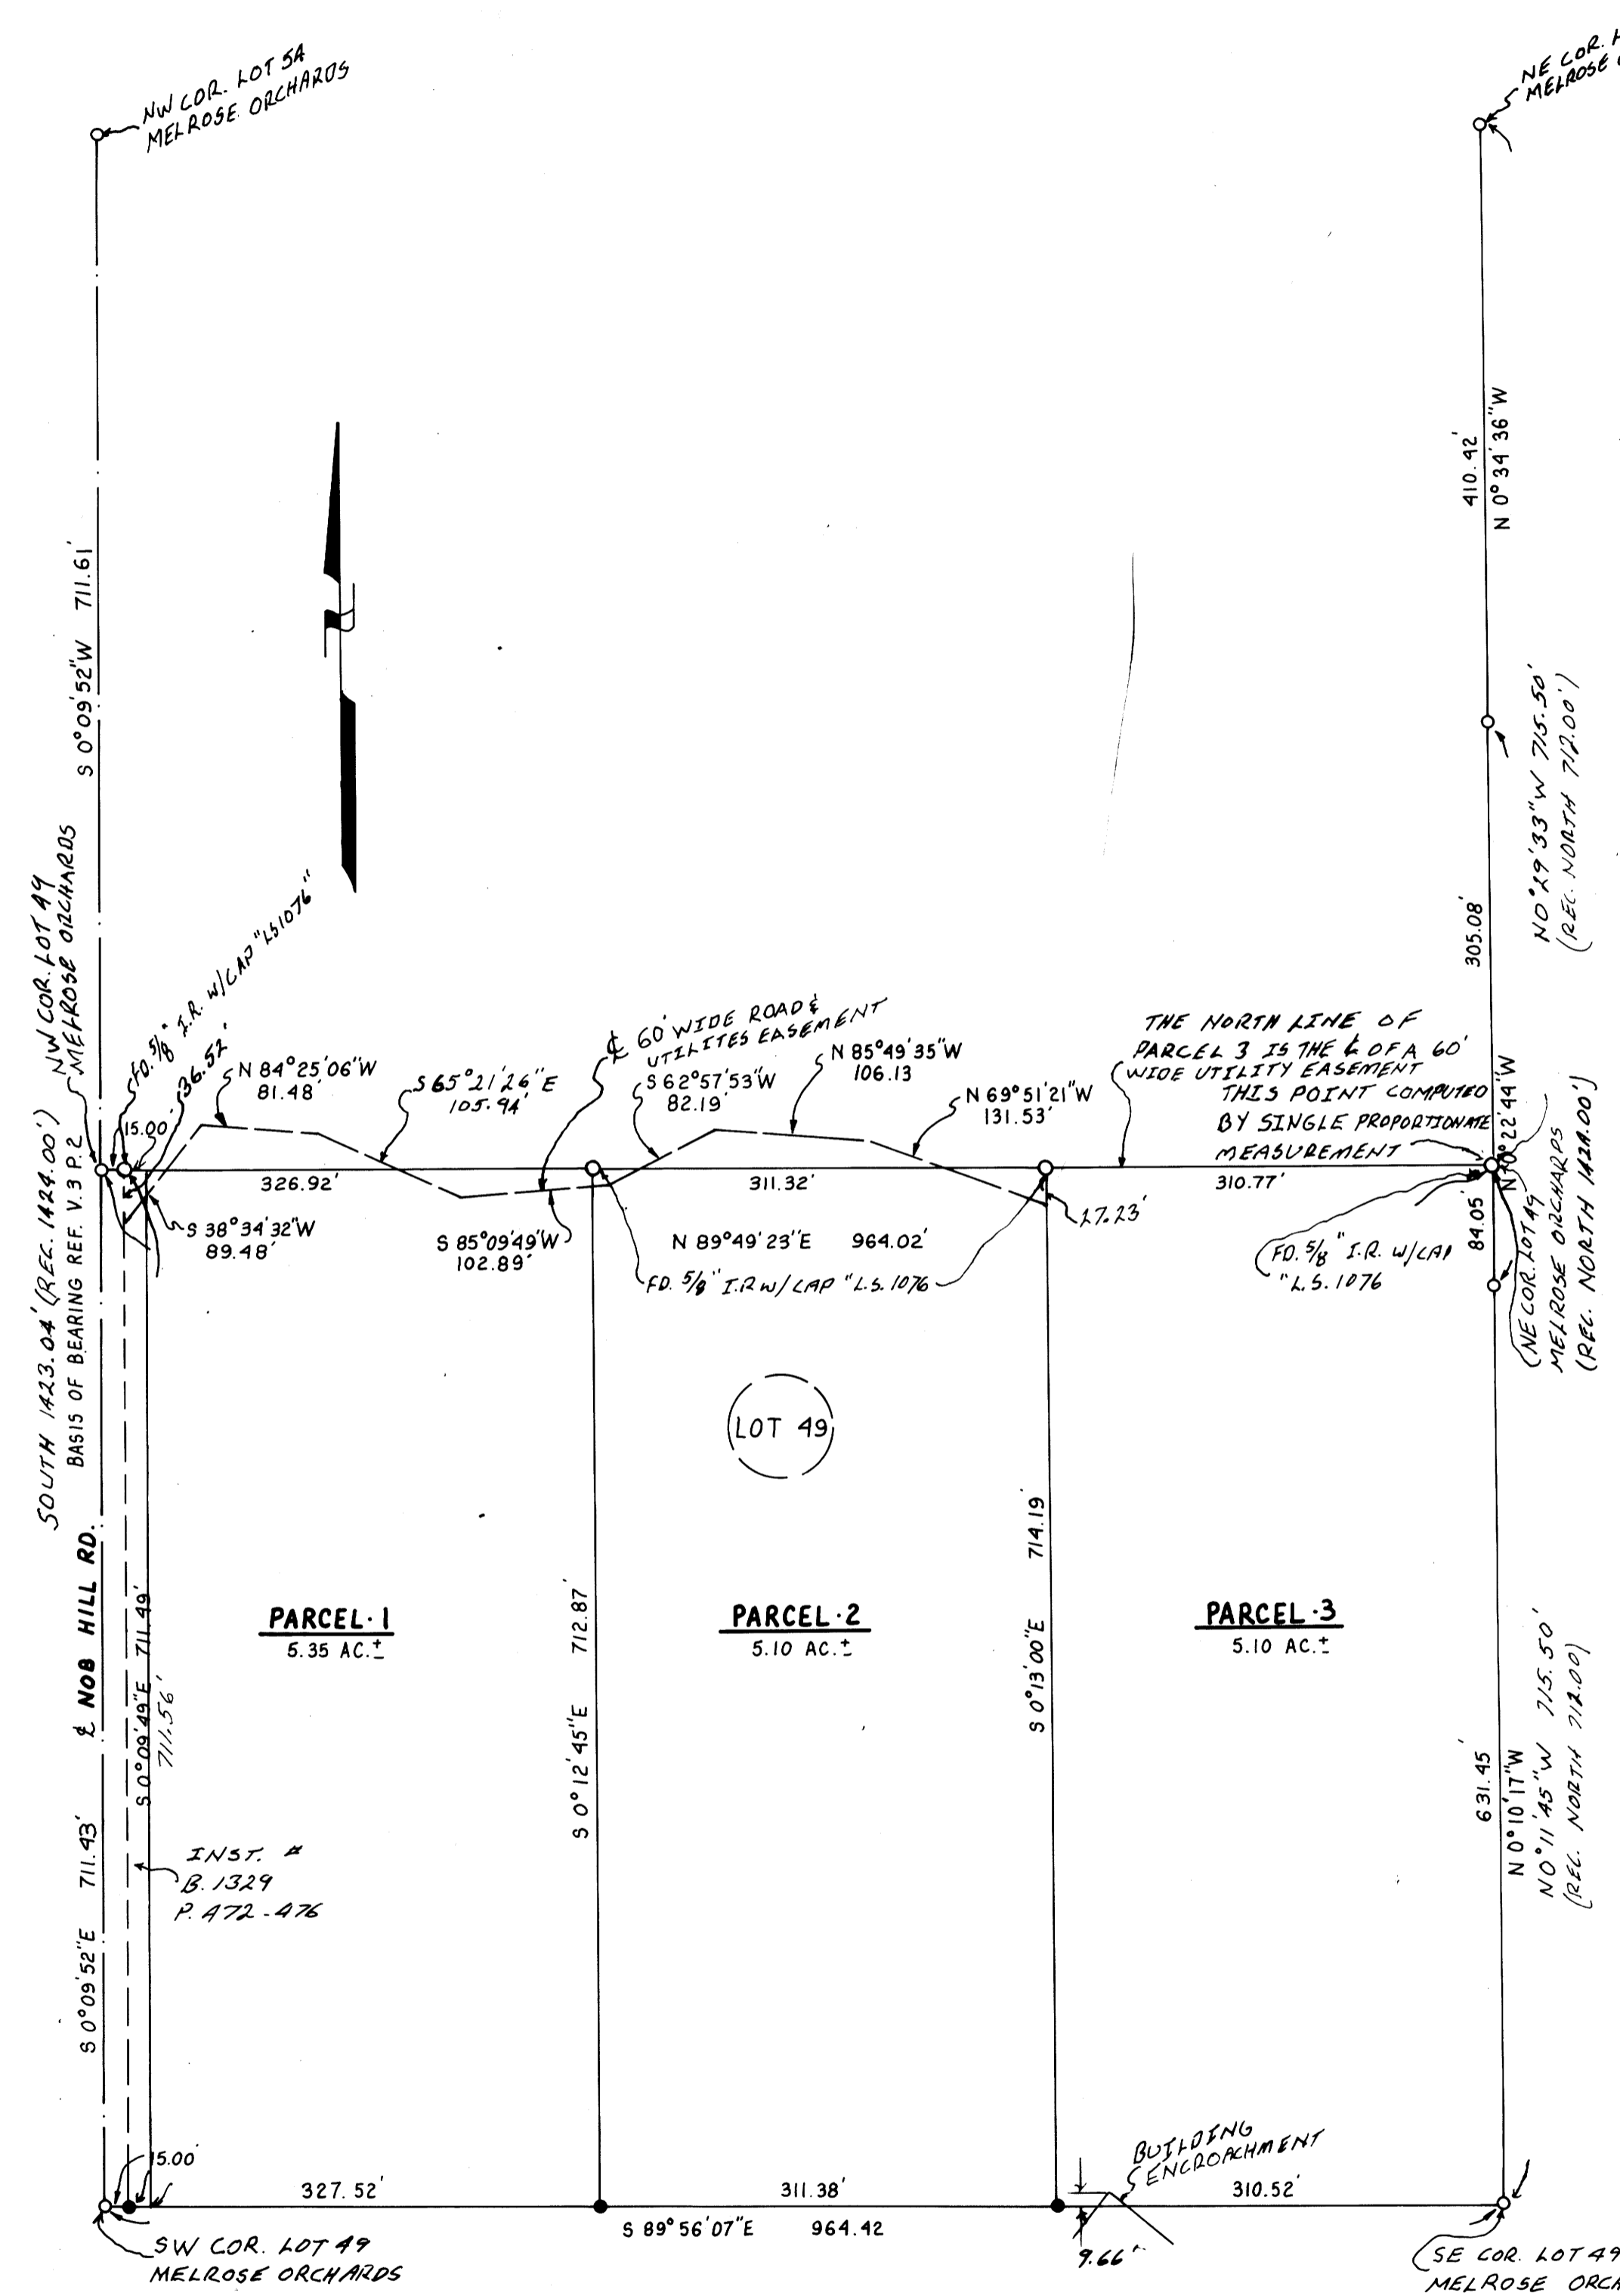 NW COR. LOT 5A
MELROSE ORCHARDS
NE COR.
MELROSE
S 0°09'52"W 711.61'
410.42'
N 0°34'36"W
N0°29'33"W 715.50'
(REC. NORTH 712.00')
305.08'
SOUTH 1423.04' (REC. 1424.00')
BASIS OF BEARING REF. V.3 P.2
NW COR. LOT 49
MELROSE ORCHARDS
FD. 5/8" I.R. W/CAP "LS1076"
36.52'
15.00'
N 84°25'06"W
81.48'
S 65°21'26"E
105.94'
℄ 60' WIDE ROAD &
UTILITES EASEMENT
S 62°57'53"W
82.19'
N 85°49'35"W
106.13
N 69°51'21"W
131.53'
THE NORTH LINE OF
PARCEL 3 IS THE ℄ OF A 60'
WIDE UTILITY EASEMENT
THIS POINT COMPUTED
BY SINGLE PROPORTIONATE
MEASUREMENT
N 0°22'44"W
326.92'
311.32'
310.77'
27.23'
S 38°34'32"W
89.48'
S 85°09'49"W
102.89'
N 89°49'23"E 964.02'
FD. 5/8" I.R W/ CAP "L.S. 1076
FD. 5/8" I.R. W/CAP
"L.S. 1076
84.05'
NE COR. LOT 49
MELROSE ORCHARDS
(REC. NORTH 1424.00')
LOT 49
℄ NOB HILL RD.
S 0°09'49"E 711.49'
711.56'
PARCEL·1
5.35 AC.±
S 0°12'45"E 712.87'
PARCEL·2
5.10 AC.±
S 0°13'00"E 714.19'
PARCEL·3
5.10 AC.±
631.45'
N 0°10'17"W
N0°11'45"W 715.50'
(REC. NORTH 712.00)
S 0°09'52"E 711.43'
INST. #
B. 1329
P. 472-476
15.00'
327.52'
311.38'
310.52'
BUILDING
ENCROACHMENT
S 89°56'07"E 964.42
9.66'
SW COR. LOT 49
MELROSE ORCHARDS
SE COR. LOT 49
MELROSE